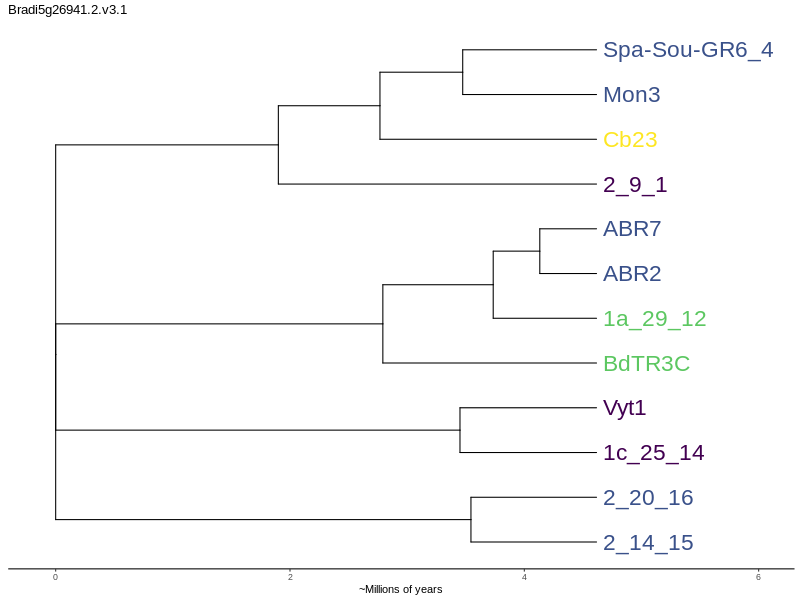 Bradi5g26941.2.v3.1
Spa-Sou-GR6_4
Mon3
Cb23
2_9_1
ABR7
ABR2
1a_29_12
BdTR3C
Vyt1
1c_25_14
2_20_16
2_14_15
0 2 4 6
~Millions of years